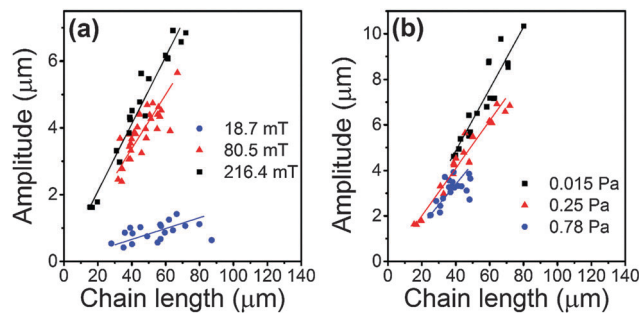 (a)
Amplitude (μm)
6
4
2
0
18.7 mT
80.5 mT
216.4 mT
0 20 40 60 80 100 120 140
Chain length (μm)
(b)
Amplitude (μm)
10
8
6
4
2
0
0.015 Pa
0.25 Pa
0.78 Pa
0 20 40 60 80 100 120 140
Chain length (μm)